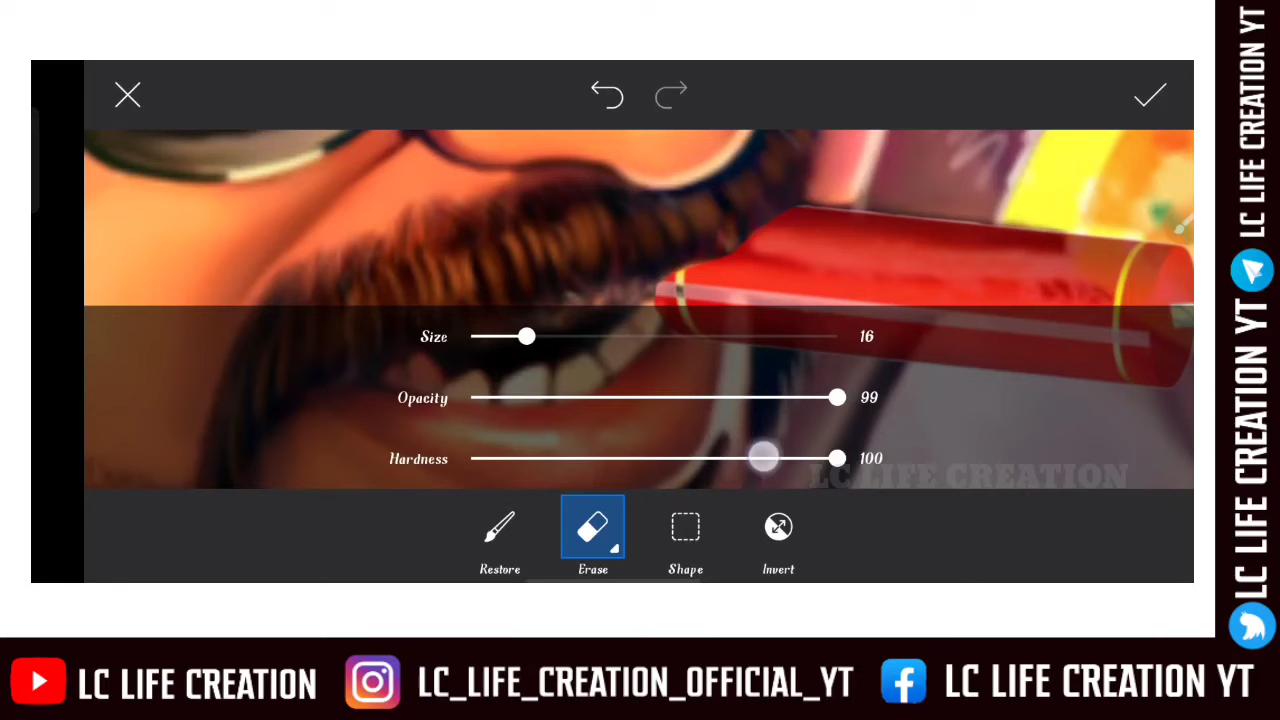 Size 16
Opacity 99
Hardness 100
LC LIFE CREATION
Restore Erase Shape Invert
LC LIFE CREATION LC_LIFE_CREATION_OFFICIAL_YT LC LIFE CREATION YT
LC LIFE CREATION YT
LC LIFE CREATION YT